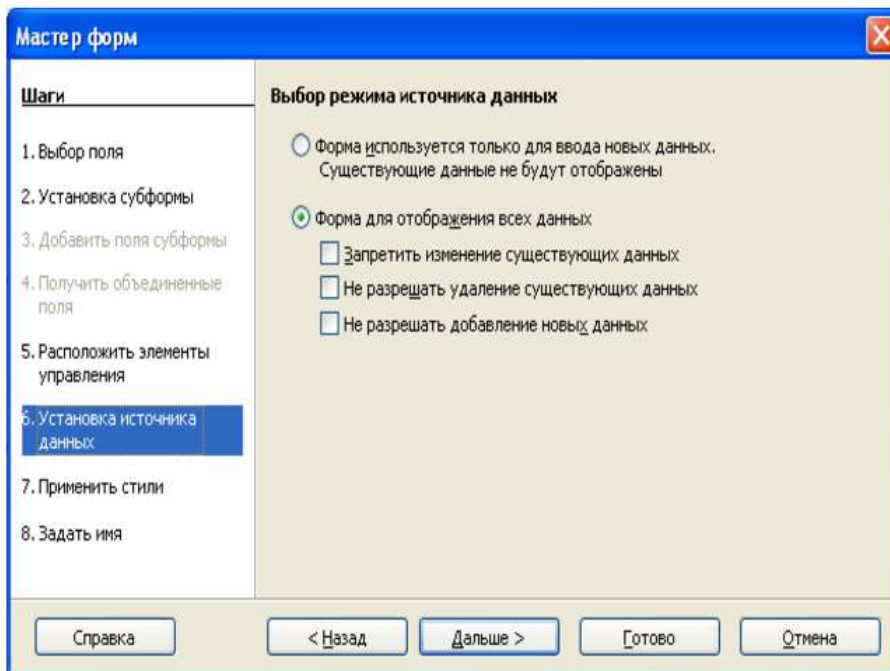 Мастер форм
Шаги
1. Выбор поля
2. Установка субформы
3. Добавить поля субформы
4. Получить объединенные
поля
5. Расположить элементы
управления
6. Установка источника
данных
7. Применить стили
8. Задать имя
Выбор режима источника данных
Форма используется только для ввода новых данных.
Существующие данные не будут отображены
Форма для отображения всех данных
Запретить изменение существующих данных
Не разрешать удаление существующих данных
Не разрешать добавление новых данных
Справка
< Назад
Дальше >
Готово
Отмена